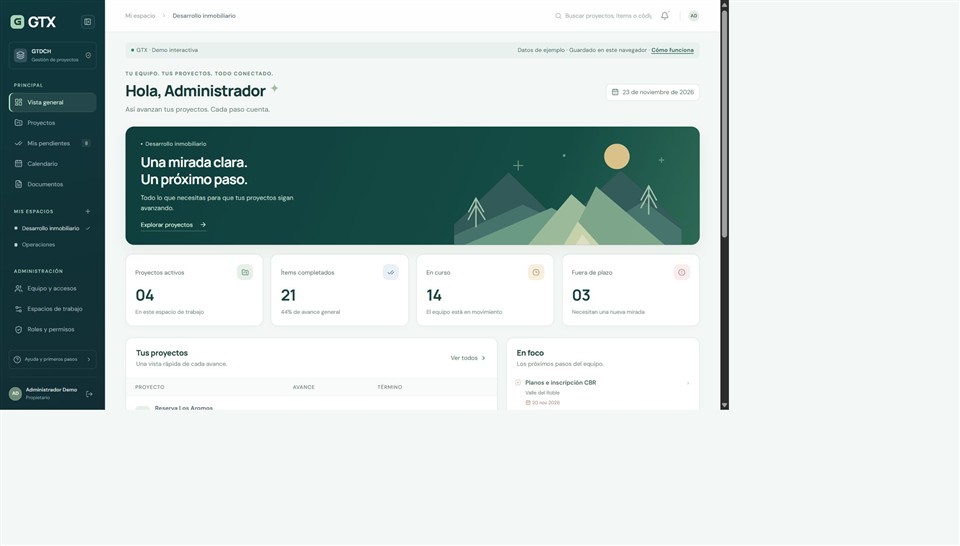 GTX
GTDCH
Gestión de proyectos
PRINCIPAL
Vista general
Proyectos
Mis pendientes 8
Calendario
Documentos
MIS ESPACIOS
Desarrollo inmobiliario
Operaciones
ADMINISTRACIÓN
Equipo y accesos
Espacios de trabajo
Roles y permisos
Ayuda y primeros pasos
AD
Administrador Demo
Propietario
Mi espacio
Desarrollo inmobiliario
Buscar proyectos, ítems o códig
AD
GTX · Demo interactiva
Datos de ejemplo · Guardado en este navegador · Cómo funciona
TU EQUIPO. TUS PROYECTOS. TODO CONECTADO.
Hola, Administrador
Así avanzan tus proyectos. Cada paso cuenta.
23 de noviembre de 2026
Desarrollo inmobiliario
Una mirada clara.
Un próximo paso.
Todo lo que necesitas para que tus proyectos sigan
avanzando.
Explorar proyectos
Proyectos activos
04
En este espacio de trabajo
Ítems completados
21
44% de avance general
En curso
14
El equipo está en movimiento
Fuera de plazo
03
Necesitan una nueva mirada
Tus proyectos
Una vista rápida de cada avance.
Ver todos
PROYECTO AVANCE TÉRMINO
Reserva Los Aromos
En foco
Los próximos pasos del equipo.
Planos e inscripción CBR
Valle del Roble
20 nov 2026